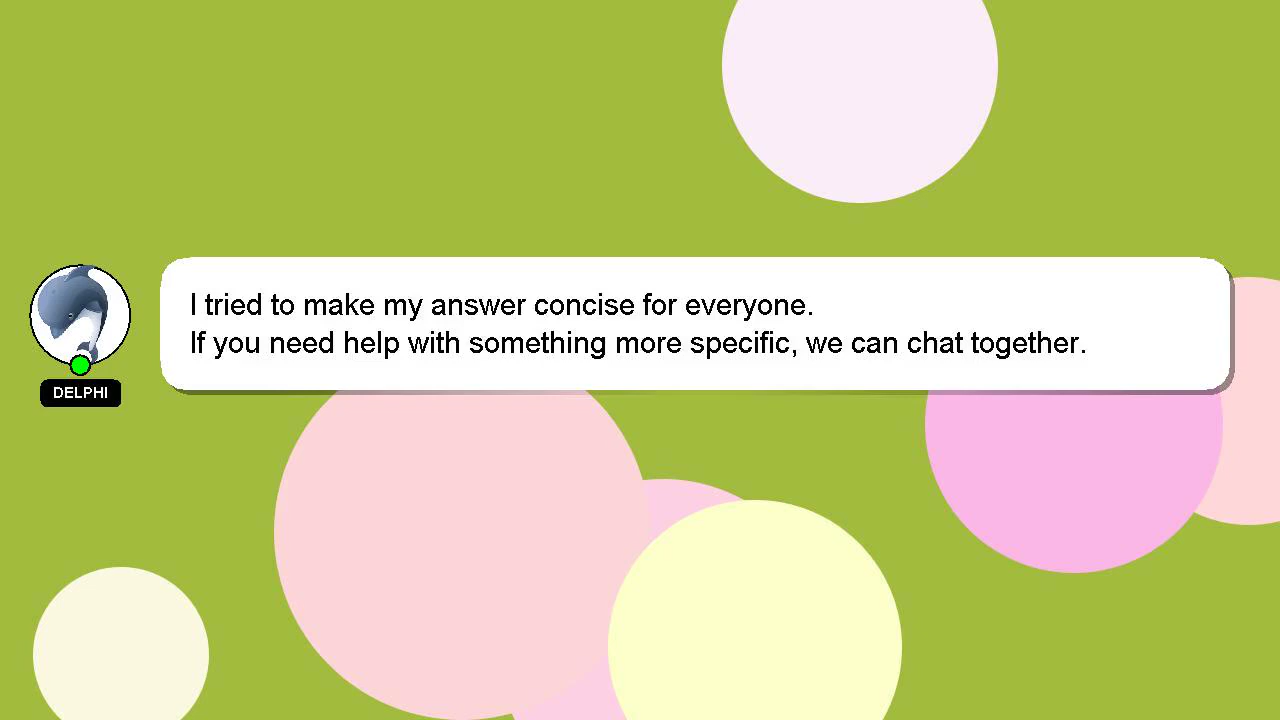 I tried to make my answer concise for everyone.
If you need help with something more specific, we can chat together.
DELPHI